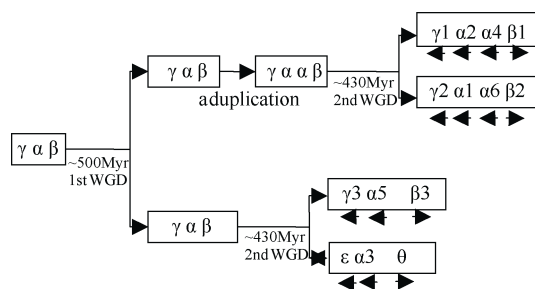 γ1 α2 α4 β1
γ α β
γ α α β
~430Myr
2nd WGD
aduplication
γ2 α1 α6 β2
γ α β
~500Myr
1st WGD
γ3 α5 β3
γ α β
~430Myr
2nd WGD
ε α3 θ